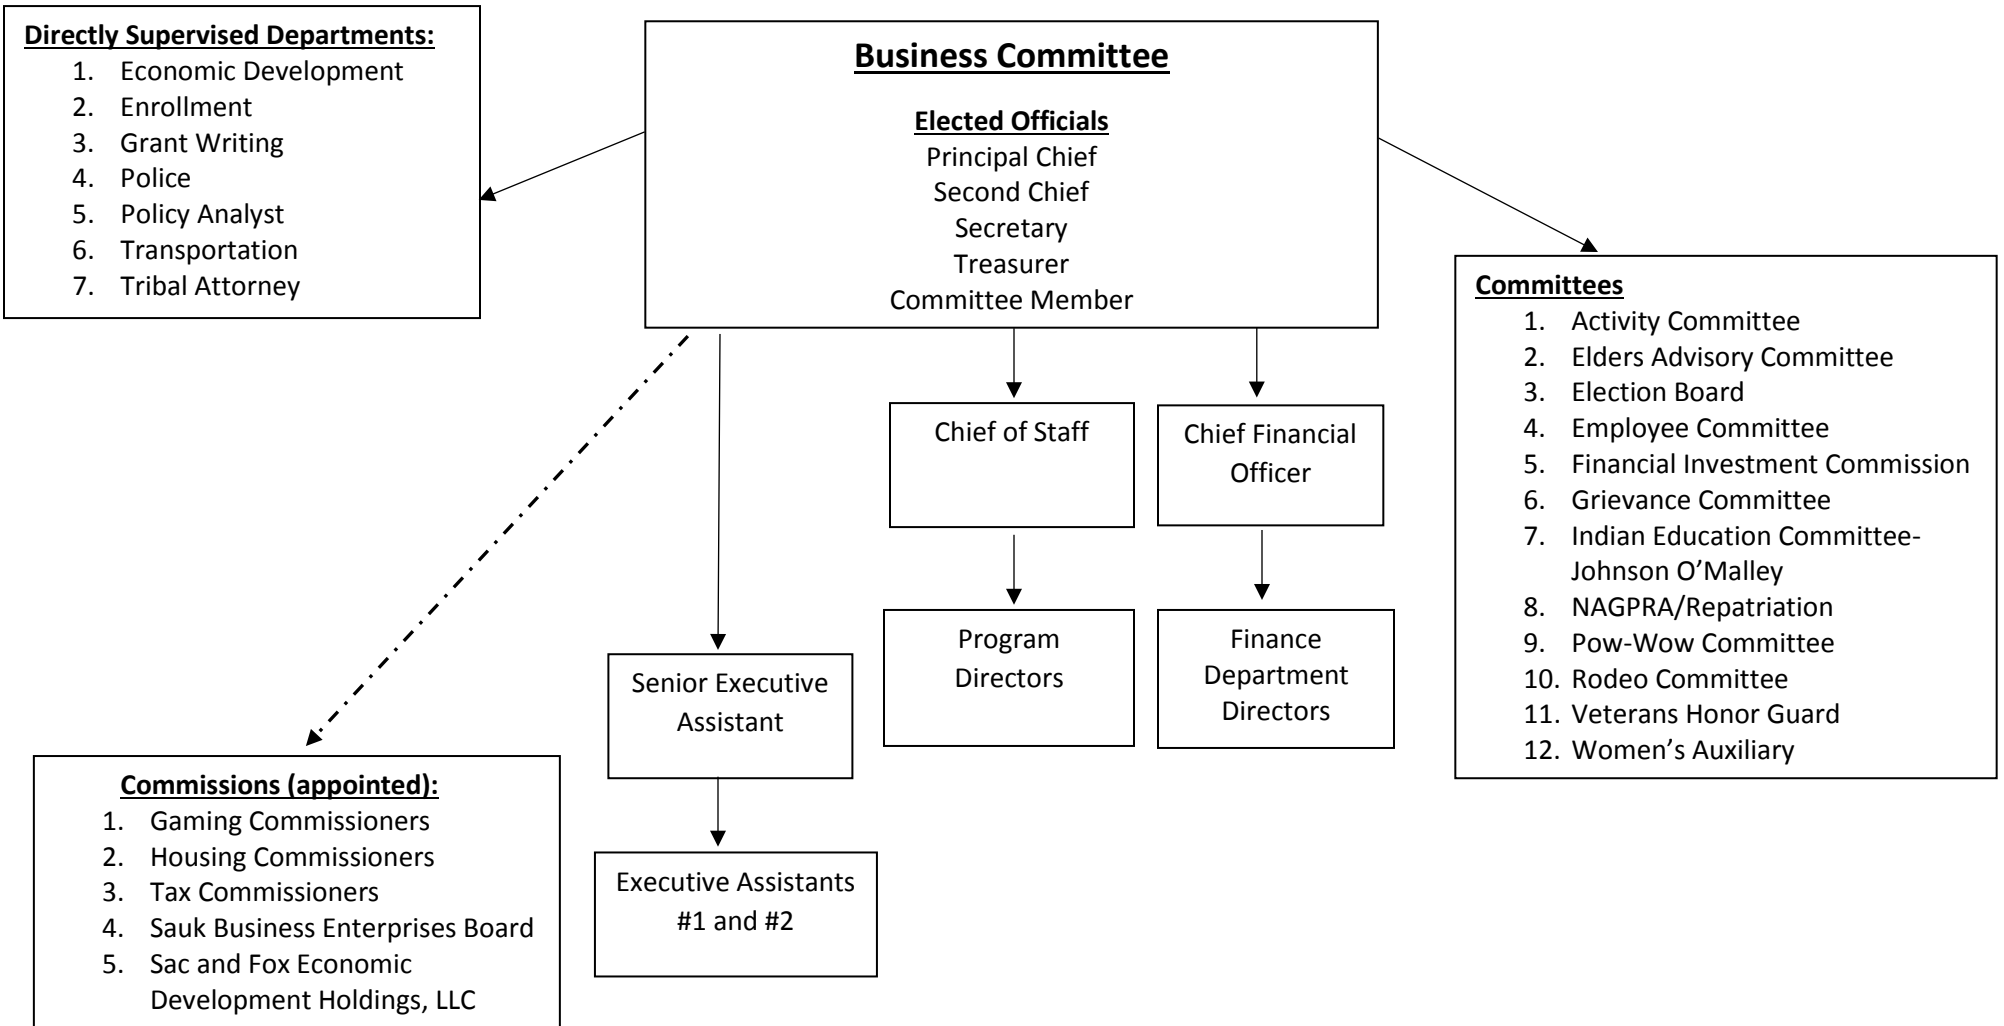 Directly Supervised Departments:
1. Economic Development
2. Enrollment
3. Grant Writing
4. Police
5. Policy Analyst
6. Transportation
7. Tribal Attorney
Business Committee
Elected Officials
Principal Chief
Second Chief
Secretary
Treasurer
Committee Member
Committees
1. Activity Committee
2. Elders Advisory Committee
3. Election Board
4. Employee Committee
5. Financial Investment Commission
6. Grievance Committee
7. Indian Education Committee-
Johnson O’Malley
8. NAGPRA/Repatriation
9. Pow-Wow Committee
10. Rodeo Committee
11. Veterans Honor Guard
12. Women’s Auxiliary
Chief of Staff
Chief Financial
Officer
Program
Directors
Finance
Department
Directors
Senior Executive
Assistant
Executive Assistants
#1 and #2
Commissions (appointed):
1. Gaming Commissioners
2. Housing Commissioners
3. Tax Commissioners
4. Sauk Business Enterprises Board
5. Sac and Fox Economic
Development Holdings, LLC